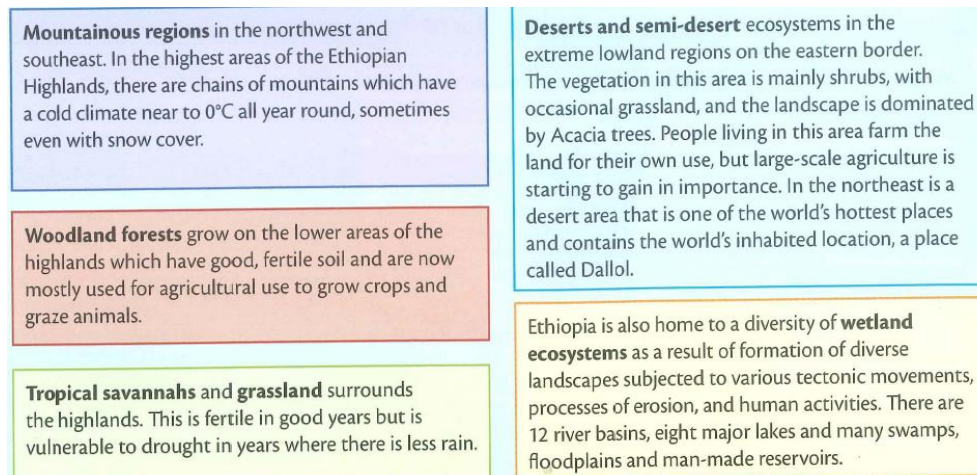 Mountainous regions in the northwest and
southeast. In the highest areas of the Ethiopian
Highlands, there are chains of mountains which have
a cold climate near to 0°C all year round, sometimes
even with snow cover.
Woodland forests grow on the lower areas of the
highlands which have good, fertile soil and are now
mostly used for agricultural use to grow crops and
graze animals.
Tropical savannahs and grassland surrounds
the highlands. This is fertile in good years but is
vulnerable to drought in years where there is less rain.
Deserts and semi-desert ecosystems in the
extreme lowland regions on the eastern border.
The vegetation in this area is mainly shrubs, with
occasional grassland, and the landscape is dominated
by Acacia trees. People living in this area farm the
land for their own use, but large-scale agriculture is
starting to gain in importance. In the northeast is a
desert area that is one of the world's hottest places
and contains the world's inhabited location, a place
called Dallol.
Ethiopia is also home to a diversity of wetland
ecosystems as a result of formation of diverse
landscapes subjected to various tectonic movements,
processes of erosion, and human activities. There are
12 river basins, eight major lakes and many swamps,
floodplains and man-made reservoirs.